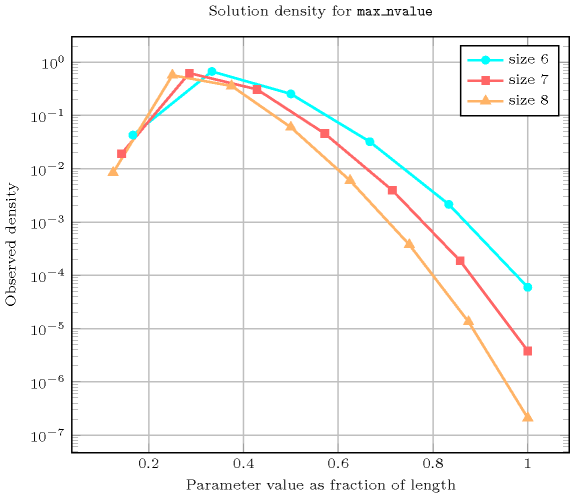 Solution density for max_nvalue
size 6
size 7
size 8
10^0
10^-1
10^-2
10^-3
10^-4
10^-5
10^-6
10^-7
Observed density
0.2 0.4 0.6 0.8 1
Parameter value as fraction of length